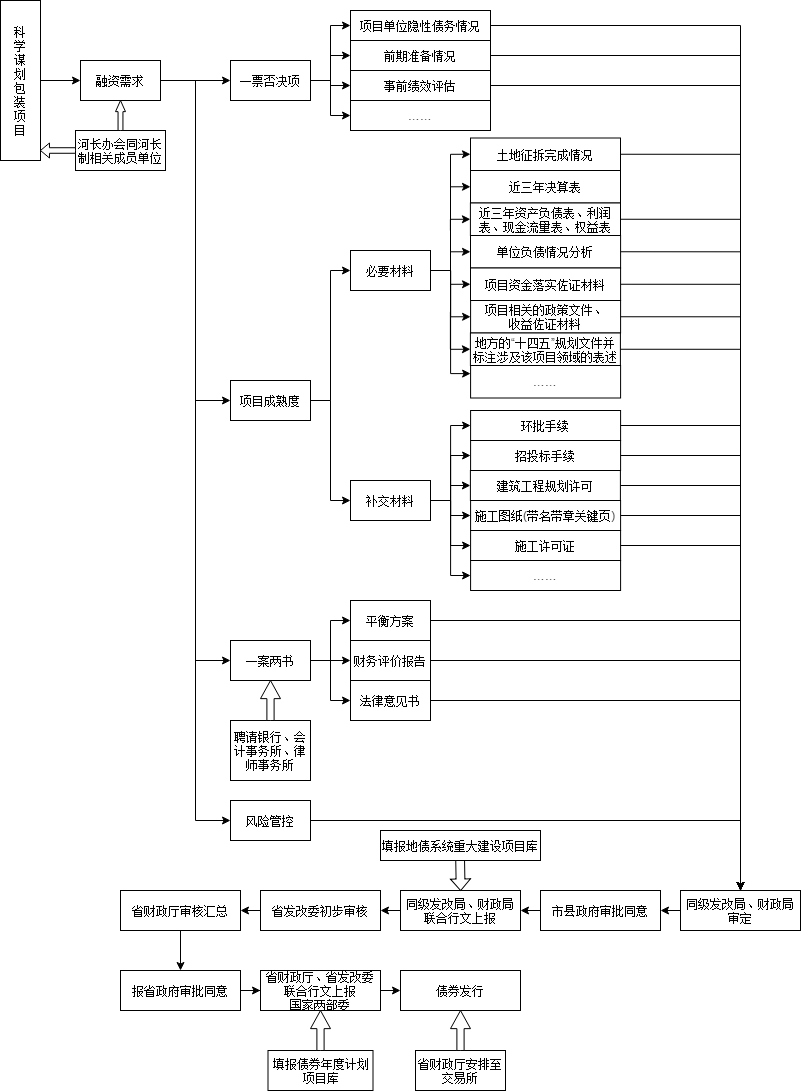 科学谋划包装项目
融资需求
河长办会同河长
制相关成员单位
一票否决项
项目单位隐性债务情况
前期准备情况
事前绩效评估
……
项目成熟度
必要材料
土地征拆完成情况
近三年决算表
近三年资产负债表、利润
表、现金流量表、权益表
单位负债情况分析
项目资金落实佐证材料
项目相关的政策文件、
收益佐证材料
地方的“十四五”规划文件并
标注涉及该项目领域的表述
……
补交材料
环批手续
招投标手续
建筑工程规划许可
施工图纸(带名带章关键页)
施工许可证
……
一案两书
平衡方案
财务评价报告
法律意见书
聘请银行、会
计事务所、律
师事务所
风险管控
填报地债系统重大建设项目库
同级发改局、财政局
审定
市县政府审批同意
同级发改局、财政局
联合行文上报
省发改委初步审核
省财政厅审核汇总
报省政府审批同意
省财政厅、省发改委
联合行文上报
国家两部委
债券发行
填报债券年度计划
项目库
省财政厅安排至
交易所